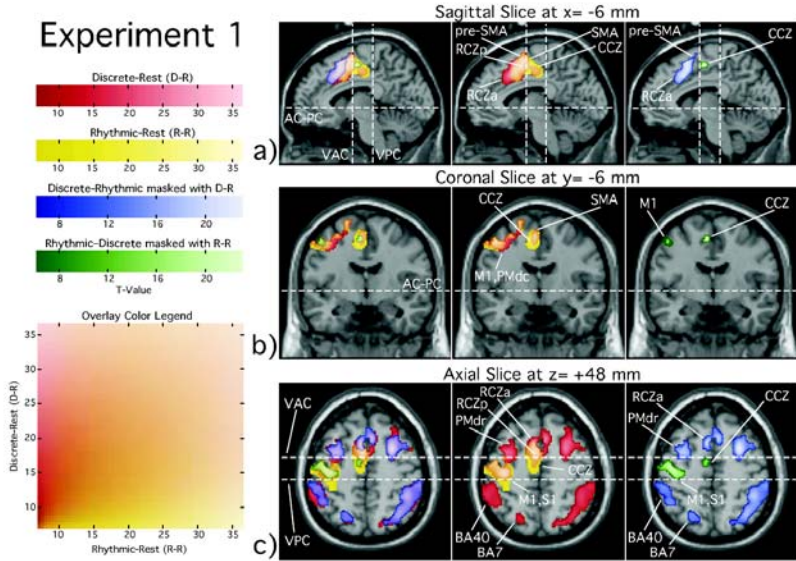 Experiment 1
Discrete-Rest (D-R)
10 15 20 25 30 35
Rhythmic-Rest (R-R)
10 15 20 25 30 35
Discrete-Rhythmic masked with D-R
8 12 16 20
Rhythmic-Discrete masked with R-R
8 12 16 20
T-Value
Overlay Color Legend
Discrete-Rest (D-R)
35
30
25
20
15
10
10 15 20 25 30 35
Rhythmic-Rest (R-R)
Sagittal Slice at x= -6 mm
pre-SMA SMA pre-SMA CCZ
RCZp CCZ
RCZa RCZa
AC-PC
a) VAC VPC
Coronal Slice at y= -6 mm
CCZ SMA M1 CCZ
M1,PMdc
AC-PC
b)
Axial Slice at z= +48 mm
VAC RCZa RCZa CCZ
RCZp PMdr
PMdr
CCZ
M1,S1 M1,S1
VPC BA40 BA40
BA7 BA7
c)